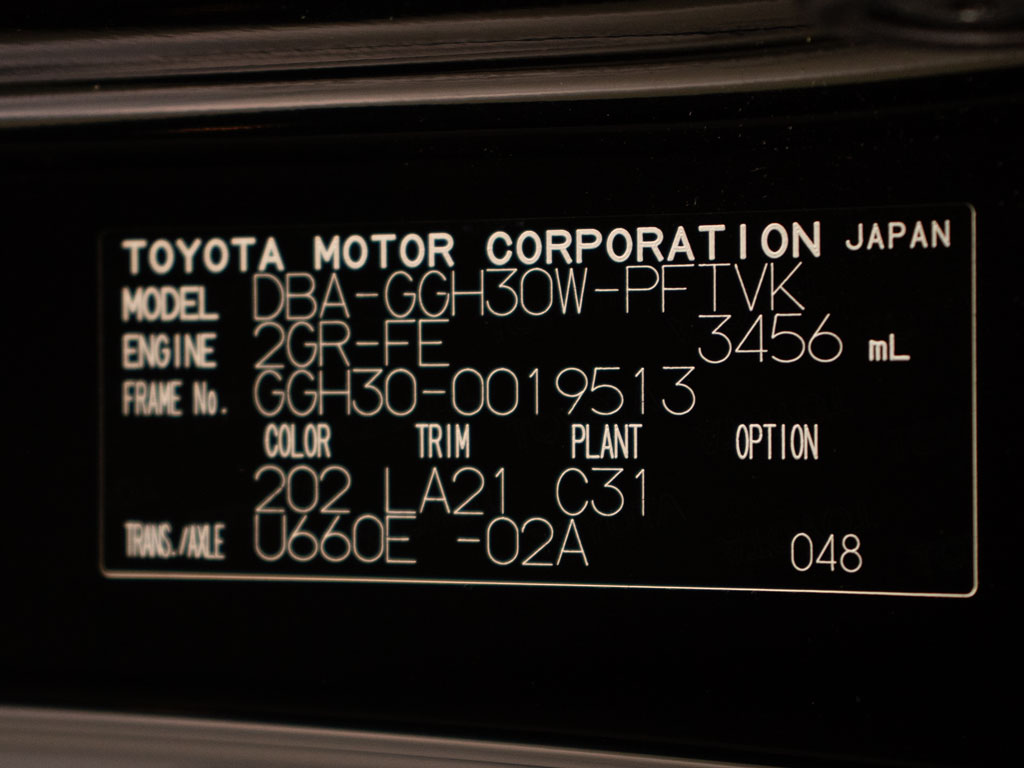 TOYOTA MOTOR CORPORATION JAPAN
MODEL DBA-GGH30W-PFTVK
ENGINE 2GR-FE 3456 mL
FRAME No. GGH30-0019513
COLOR TRIM PLANT OPTION
202 LA21 C31
TRANS./AXLE U660E -02A 048